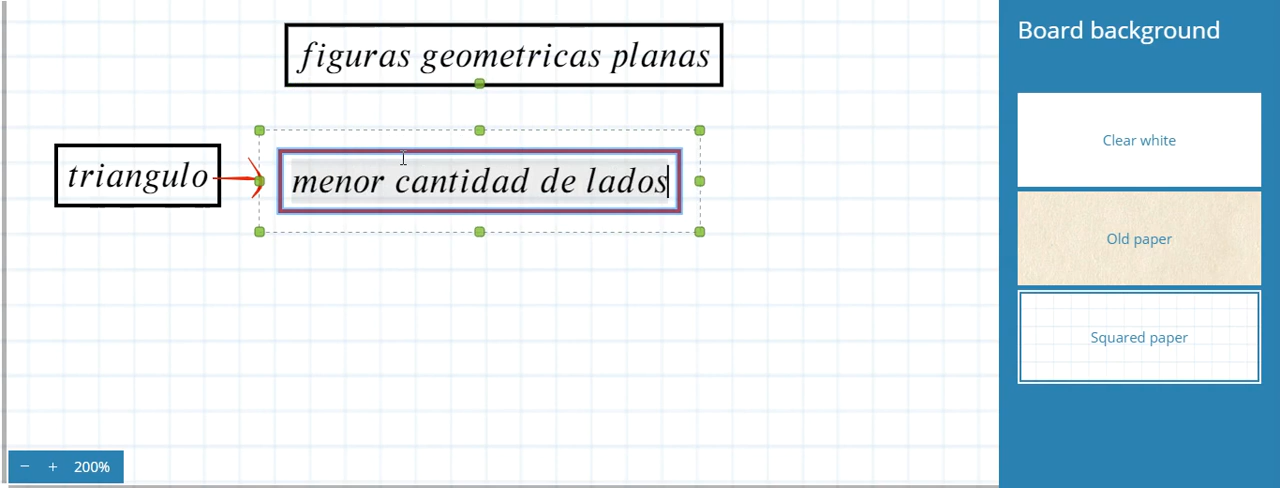 figuras geometricas planas
triangulo
menor cantidad de lados
Board background
Clear white
Old paper
Squared paper
− + 200%